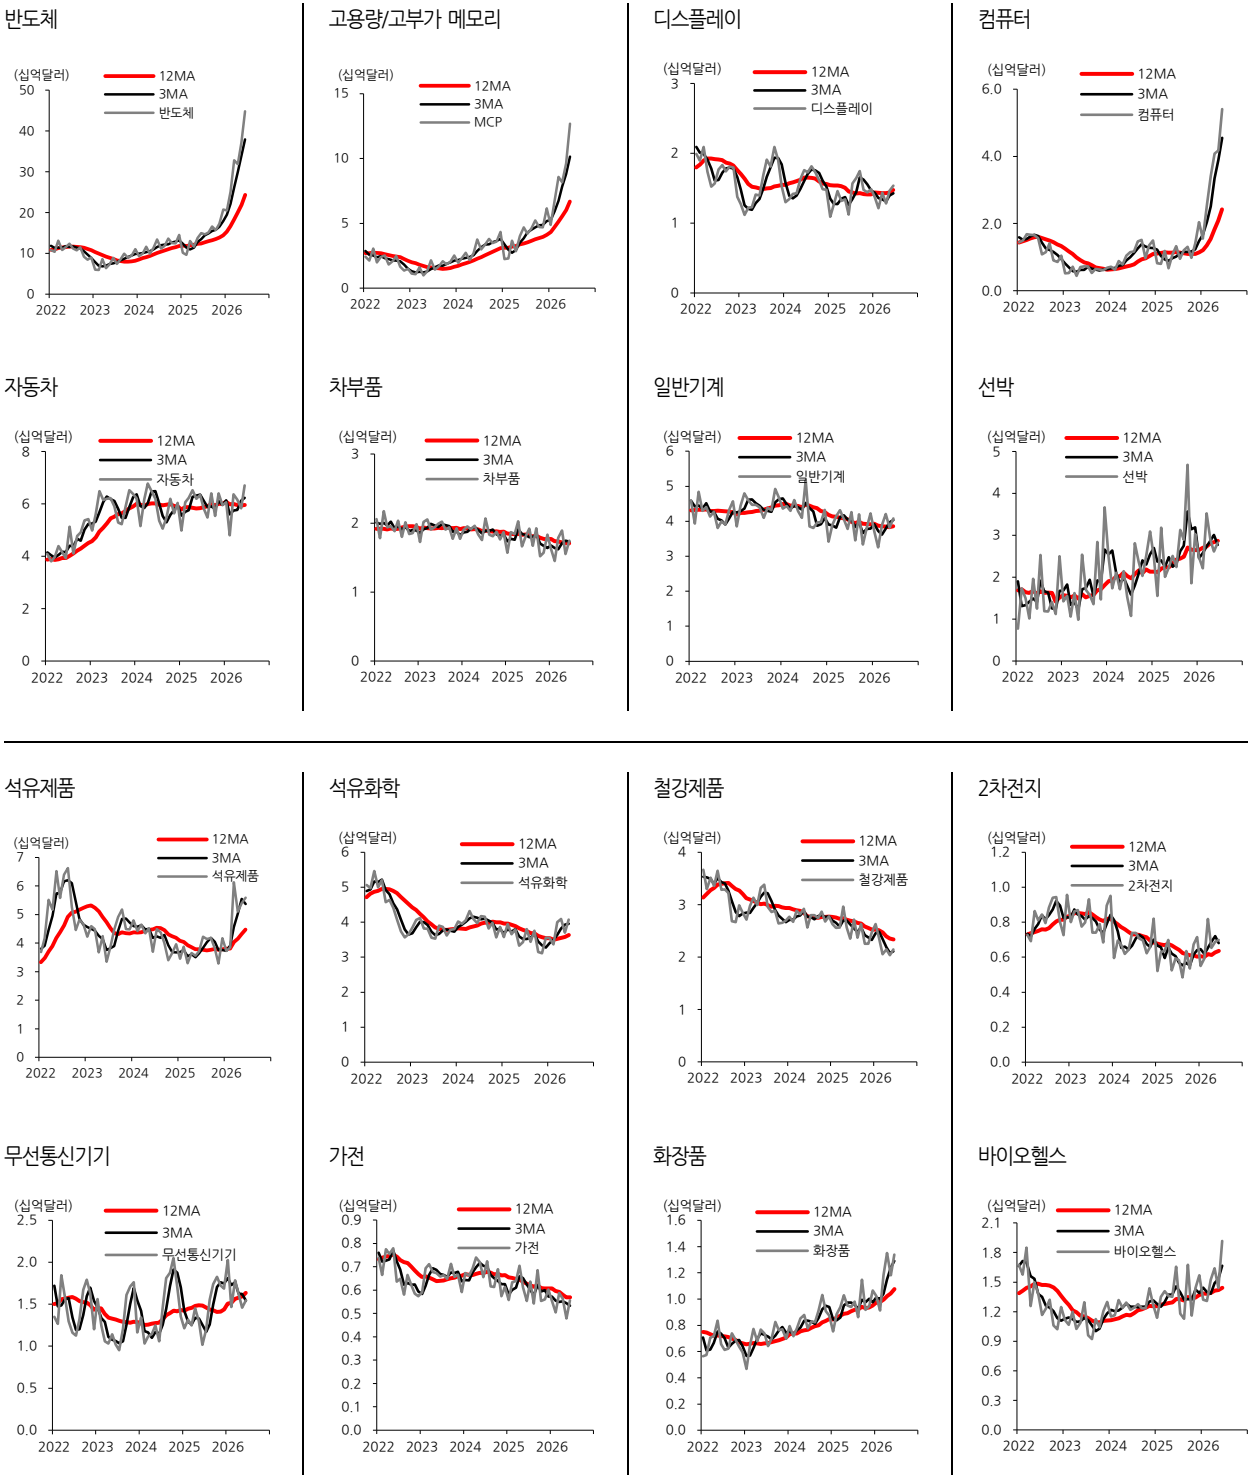 반도체
(십억달러)
12MA
3MA
반도체
50
40
30
20
10
0
2022 2023 2024 2025 2026
고용량/고부가 메모리
(십억달러)
12MA
3MA
MCP
15
10
5
0
2022 2023 2024 2025 2026
디스플레이
(십억달러)
12MA
3MA
디스플레이
3
2
1
0
2022 2023 2024 2025 2026
컴퓨터
(십억달러)
12MA
3MA
컴퓨터
6.0
4.0
2.0
0.0
2022 2023 2024 2025 2026
자동차
(십억달러)
12MA
3MA
자동차
8
6
4
2
0
2022 2023 2024 2025 2026
차부품
(십억달러)
12MA
3MA
차부품
3
2
1
0
2022 2023 2024 2025 2026
일반기계
(십억달러)
12MA
3MA
일반기계
6
5
4
3
2
1
0
2022 2023 2024 2025 2026
선박
(십억달러)
12MA
3MA
선박
5
4
3
2
1
0
2022 2023 2024 2025 2026
석유제품
(십억달러)
12MA
3MA
석유제품
7
6
5
4
3
2
1
0
2022 2023 2024 2025 2026
석유화학
(삽억달러)
12MA
3MA
석유화학
6
5
4
3
2
1
0
2022 2023 2024 2025 2026
철강제품
(십억달러)
12MA
3MA
철강제품
4
3
2
1
0
2022 2023 2024 2025 2026
2차전지
(십억달러)
12MA
3MA
2차전지
1.2
1.0
0.8
0.6
0.4
0.2
0.0
2022 2023 2024 2025 2026
무선통신기기
(십억달러)
12MA
3MA
무선통신기기
2.5
2.0
1.5
1.0
0.5
0.0
2022 2023 2024 2025 2026
가전
(십억달러)
12MA
3MA
가전
0.9
0.8
0.7
0.6
0.5
0.4
0.3
0.2
0.1
0.0
2022 2023 2024 2025 2026
화장품
(십억달러)
12MA
3MA
화장품
1.6
1.4
1.2
1.0
0.8
0.6
0.4
0.2
0.0
2022 2023 2024 2025 2026
바이오헬스
(십억달러)
12MA
3MA
바이오헬스
2.1
1.8
1.5
1.2
0.9
0.6
0.3
0.0
2022 2023 2024 2025 2026